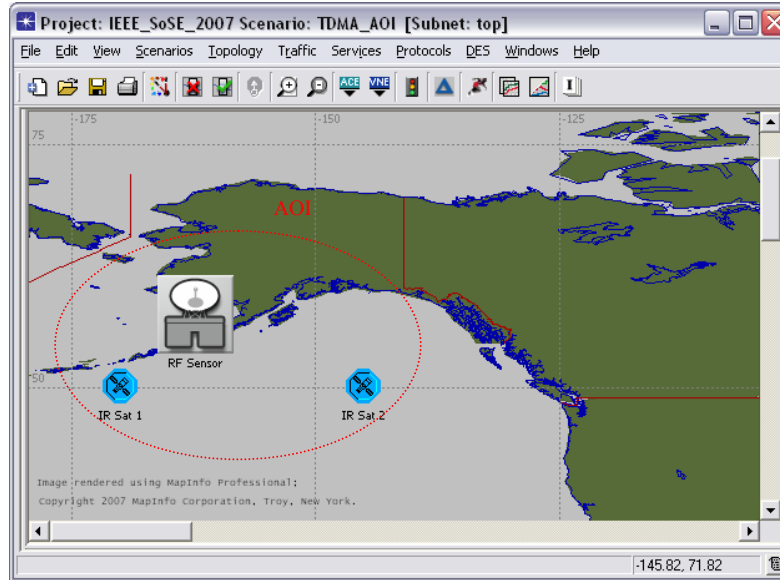 Project: IEEE_SoSE_2007 Scenario: TDMA_AOI [Subnet: top]
File Edit View Scenarios Topology Traffic Services Protocols DES Windows Help
ACE VNE
-175 -150 -125
75
AOI
RF Sensor
50
IR Sat 1 IR Sat 2
Image rendered using MapInfo Professional;
Copyright 2007 MapInfo Corporation, Troy, New York.
-145.82, 71.82